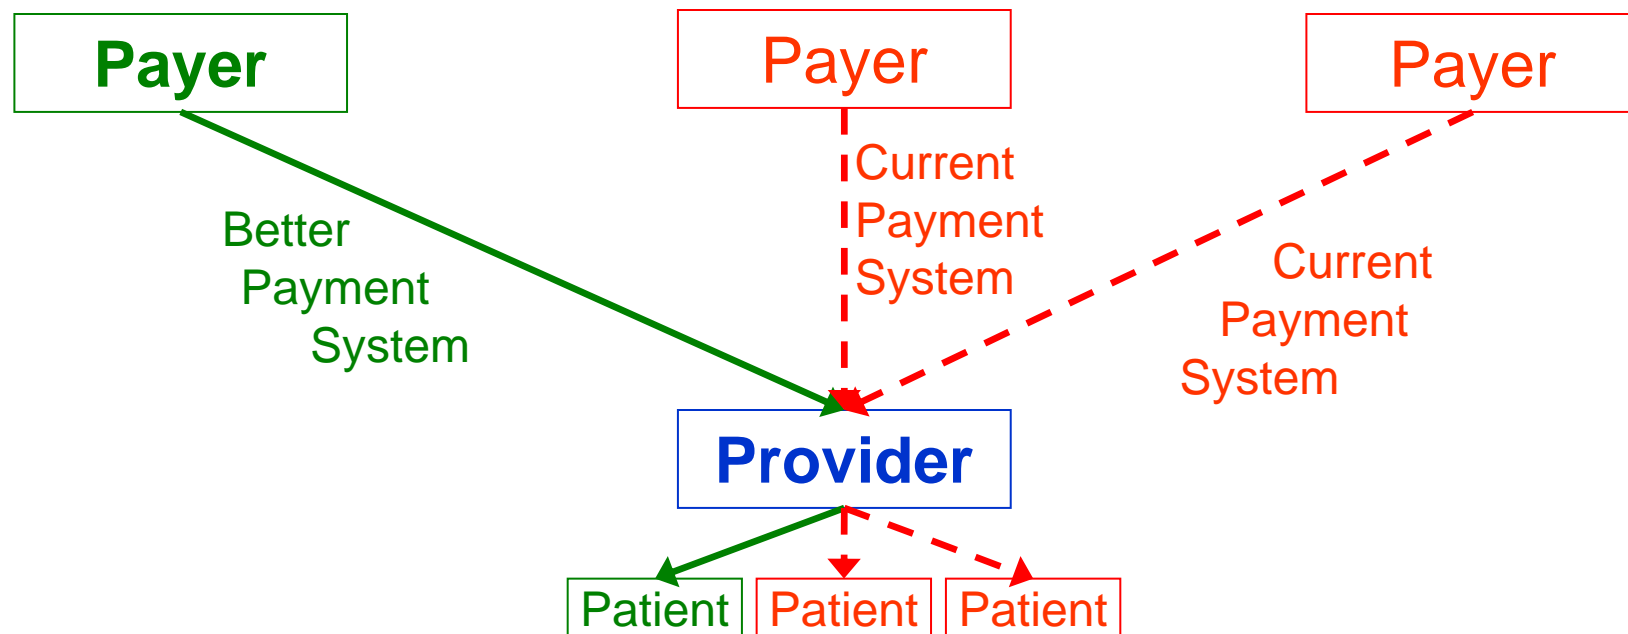 Payer
Payer
Payer
Better
Payment
System
Current
Payment
System
Current
Payment
System
Provider
Patient
Patient
Patient